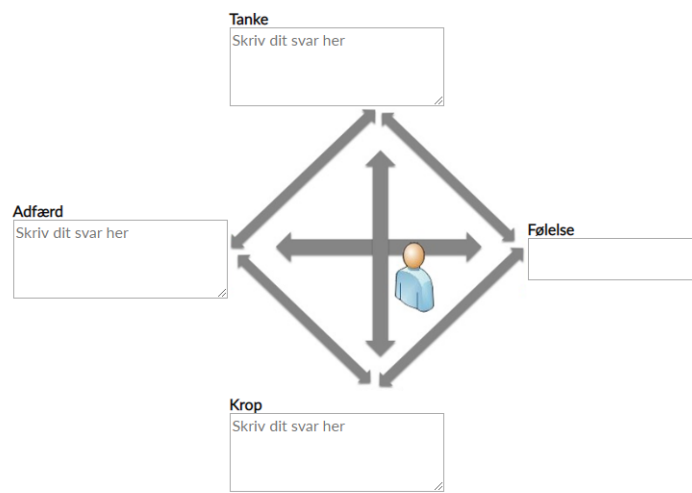 Tanke
Skriv dit svar her
Adfærd
Skriv dit svar her
Følelse
Krop
Skriv dit svar her